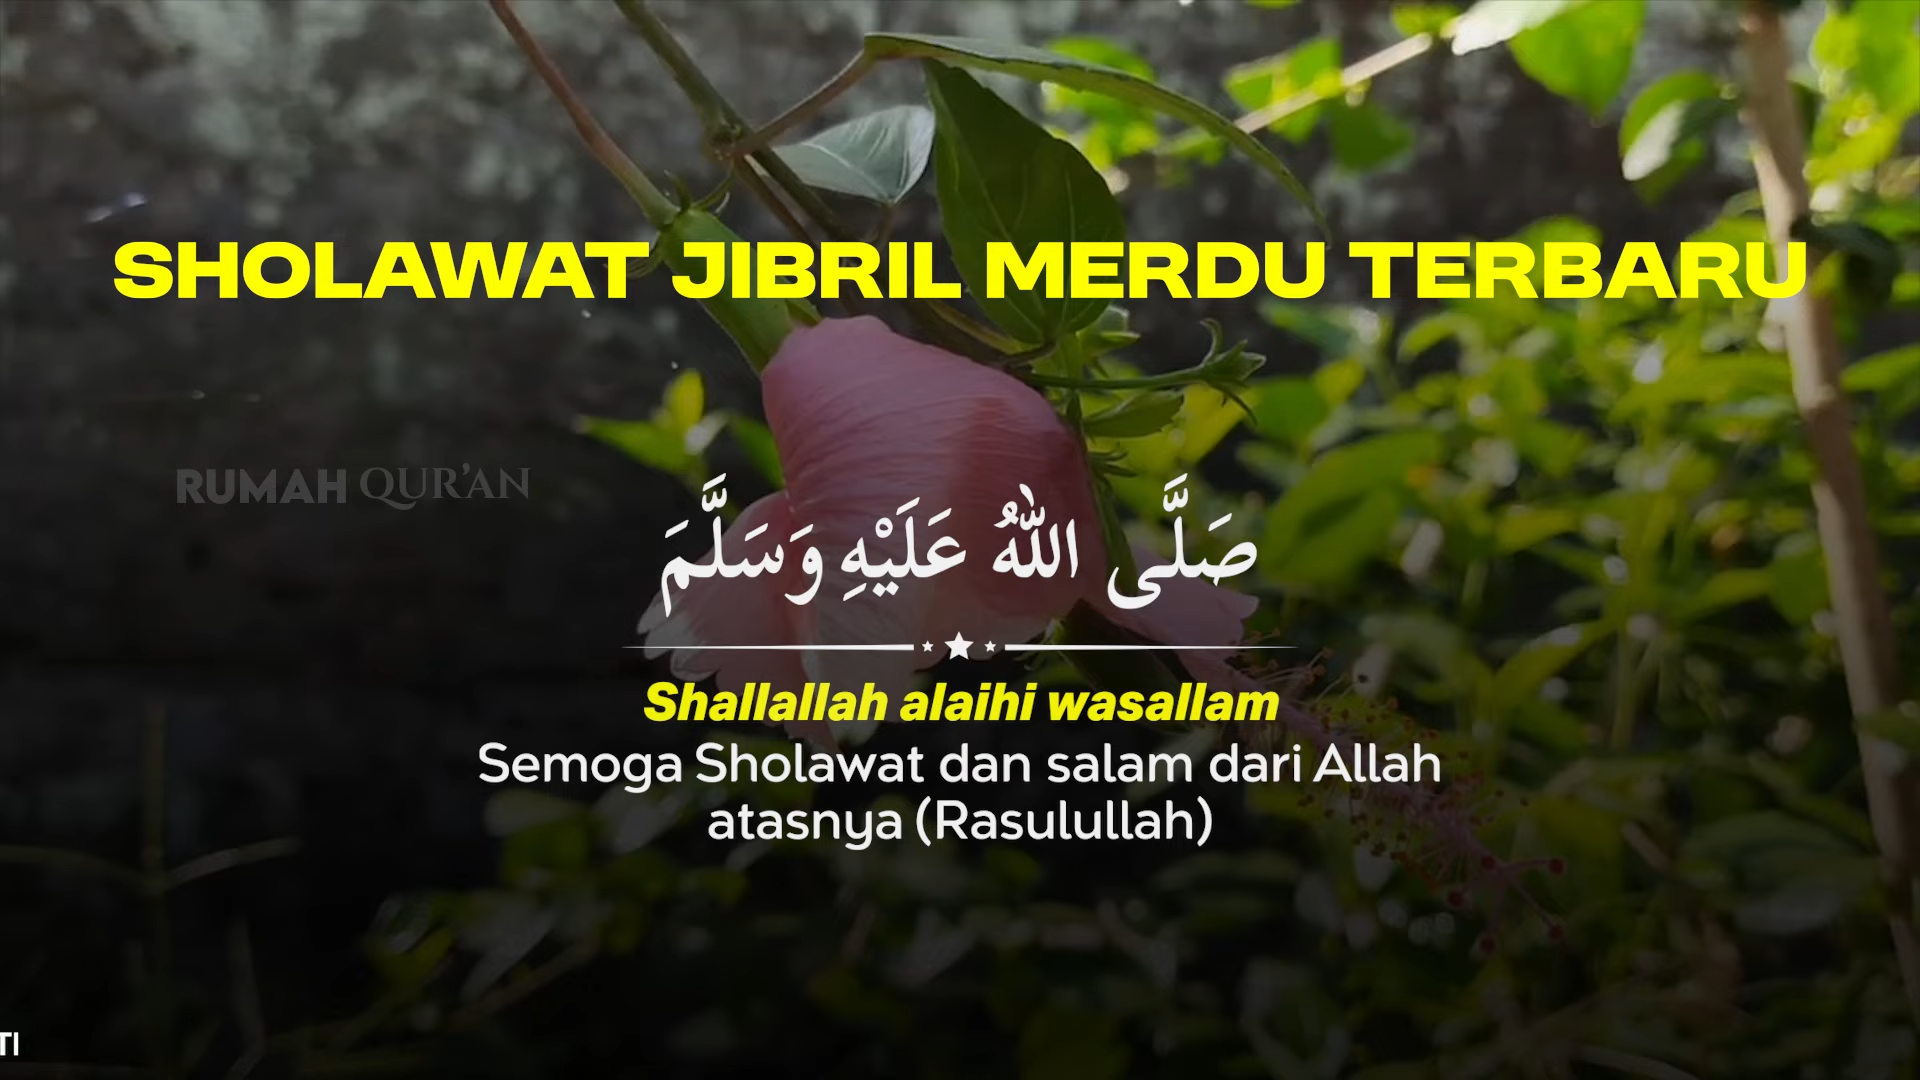 SHOLAWAT JIBRIL MERDU TERBARU
RUMAH QUR'AN
صَلَّى اللهُ عَلَيْهِ وَسَلَّمَ
Shallallah alaihi wasallam
Semoga Sholawat dan salam dari Allah
atasnya (Rasulullah)
TI